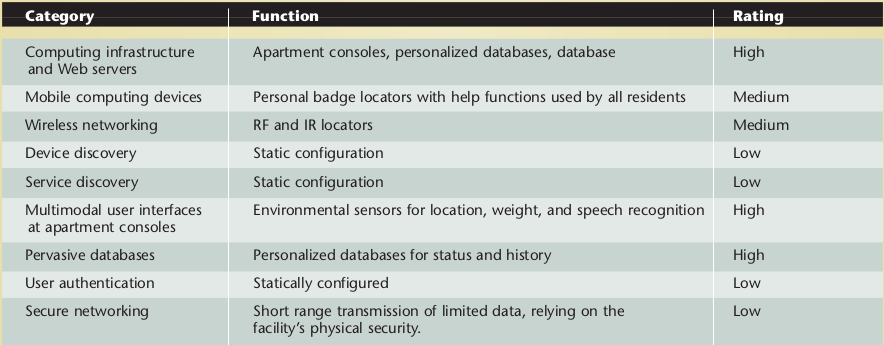 Category Function Rating
Computing infrastructure Apartment consoles, personalized databases, database High
and Web servers
Mobile computing devices Personal badge locators with help functions used by all residents Medium
Wireless networking RF and IR locators Medium
Device discovery Static configuration Low
Service discovery Static configuration Low
Multimodal user interfaces Environmental sensors for location, weight, and speech recognition High
at apartment consoles
Pervasive databases Personalized databases for status and history High
User authentication Statically configured Low
Secure networking Short range transmission of limited data, relying on the Low
facility's physical security.